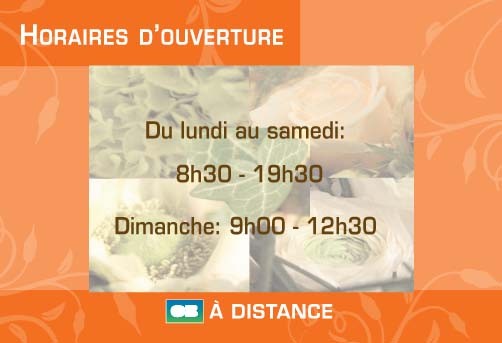 HORAIRES D'OUVERTURE
Du lundi au samedi:
8h30 - 19h30
Dimanche: 9h00 - 12h30
CB À DISTANCE